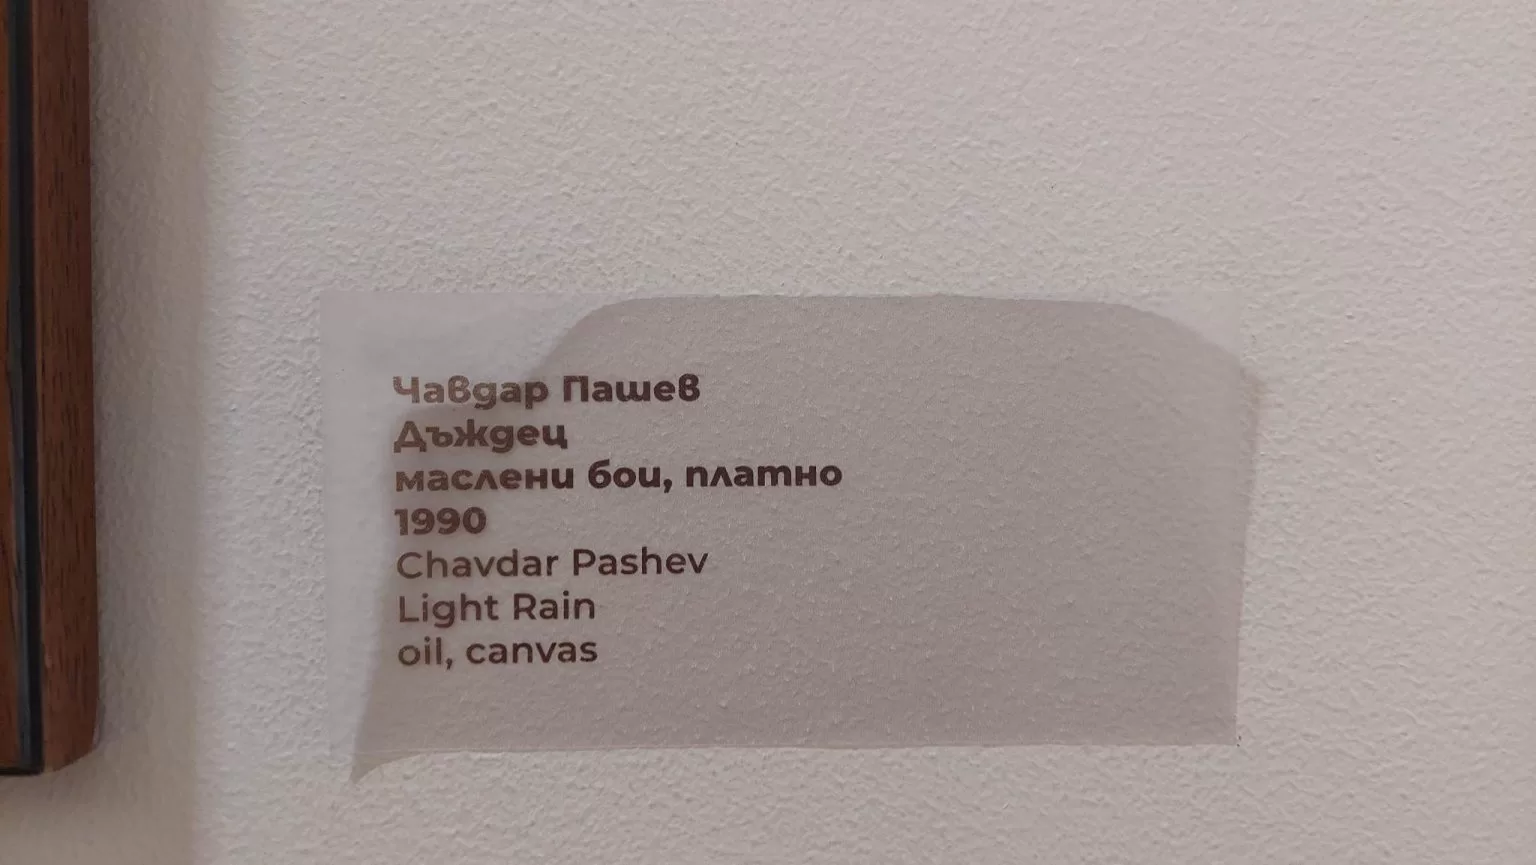 Чавдар Пашев
Дъждец
маслени бои, платно
1990
Chavdar Pashev
Light Rain
oil, canvas